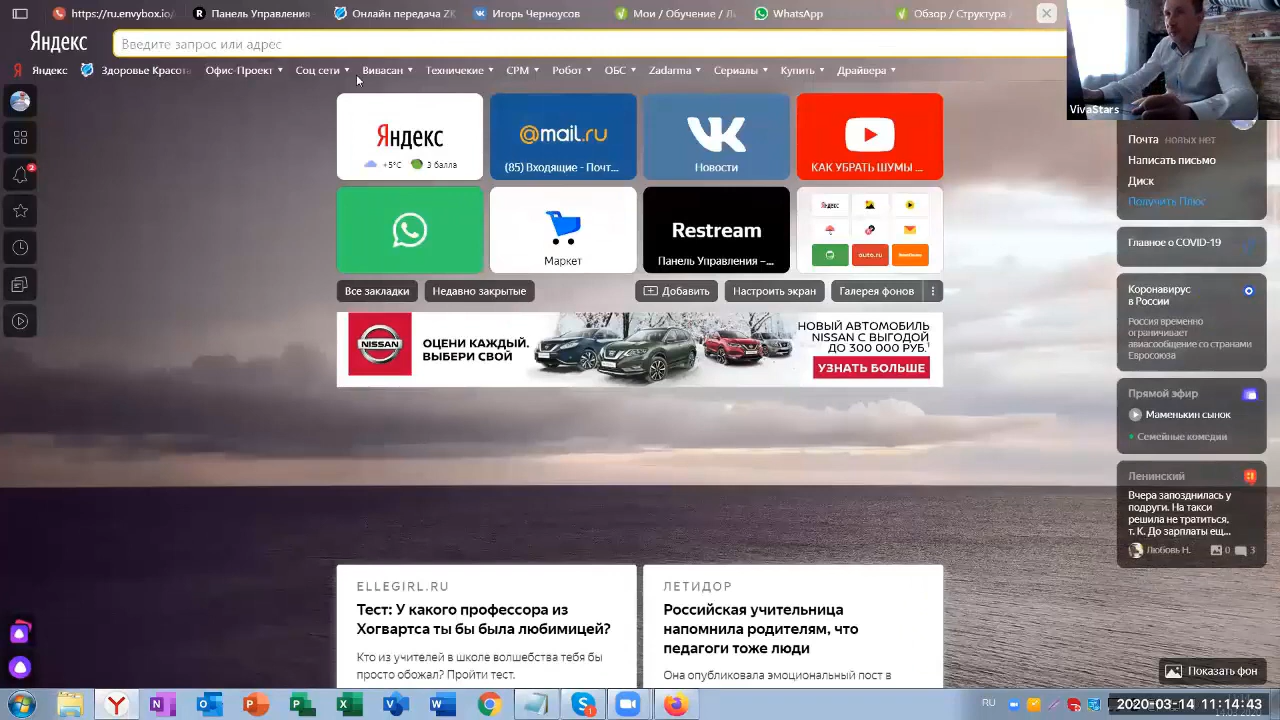 https://ru.envybox.io/
Панель Управления
Онлайн передача ZK
Игорь Черноусов
Мои / Обучение / Л
WhatsApp
Обзор / Структура /
Яндекс
Введите запрос или адрес
Яндекс
Здоровье Красота
Офис-Проект
Соц сети
Вивасан
Техничекие
СРМ
Робот
ОБС
Zadarma
Сериалы
Купить
Драйвера
VivaStars
Яндекс
+5°C
3 балла
@mail.ru
(85) Входящие - Почт...
Новости
КАК УБРАТЬ ШУМЫ ...
Маркет
Restream
Панель Управления –...
Яндекс
auto.ru
Все закладки
Недавно закрытые
Добавить
Настроить экран
Галерея фонов
NISSAN
ОЦЕНИ КАЖДЫЙ.
ВЫБЕРИ СВОЙ
НОВЫЙ АВТОМОБИЛЬ
NISSAN С ВЫГОДОЙ
ДО 300 000 РУБ.
УЗНАТЬ БОЛЬШЕ
Почта новых нет
Написать письмо
Диск
Получить Плюс
Главное о COVID-19
Коронавирус
в России
Россия временно
ограничивает
авиасообщение со странами
Евросоюза
Прямой эфир
Маменькин сынок
Семейные комедии
Ленинский
Вчера запозднилась у
подруги. На такси
решила не тратиться,
т. К. До зарплаты ещ...
Любовь Н.
0
3
ELLEGIRL.RU
Тест: У какого профессора из
Хогвартса ты бы была любимицей?
Кто из учителей в школе волшебства тебя бы
просто обожал? Пройти тест.
ЛЕТИДОР
Российская учительница
напомнила родителям, что
педагоги тоже люди
Она опубликовала эмоциональный пост в
Показать фон
RU
2020-03-14 11:14:43